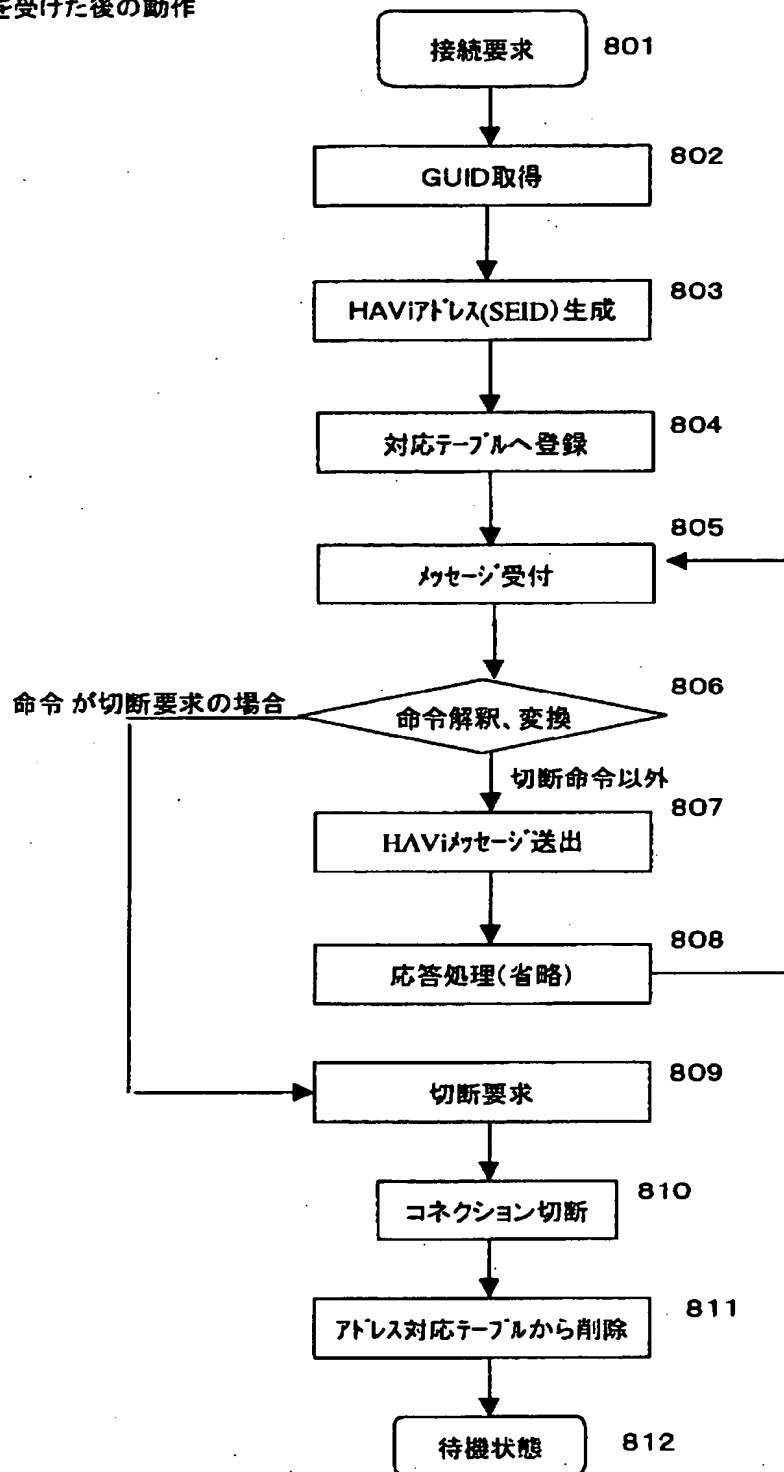 を受けた後の動作
接続要求
801
802
GUID取得
803
HAViアドレス(SEID)生成
804
対応テーブルへ登録
805
メッセージ受付
806
命令が切断要求の場合
命令解釈、変換
切断命令以外
807
HAViメッセージ送出
808
応答処理(省略)
809
切断要求
810
コネクション切断
811
アドレス対応テーブルから削除
待機状態
812